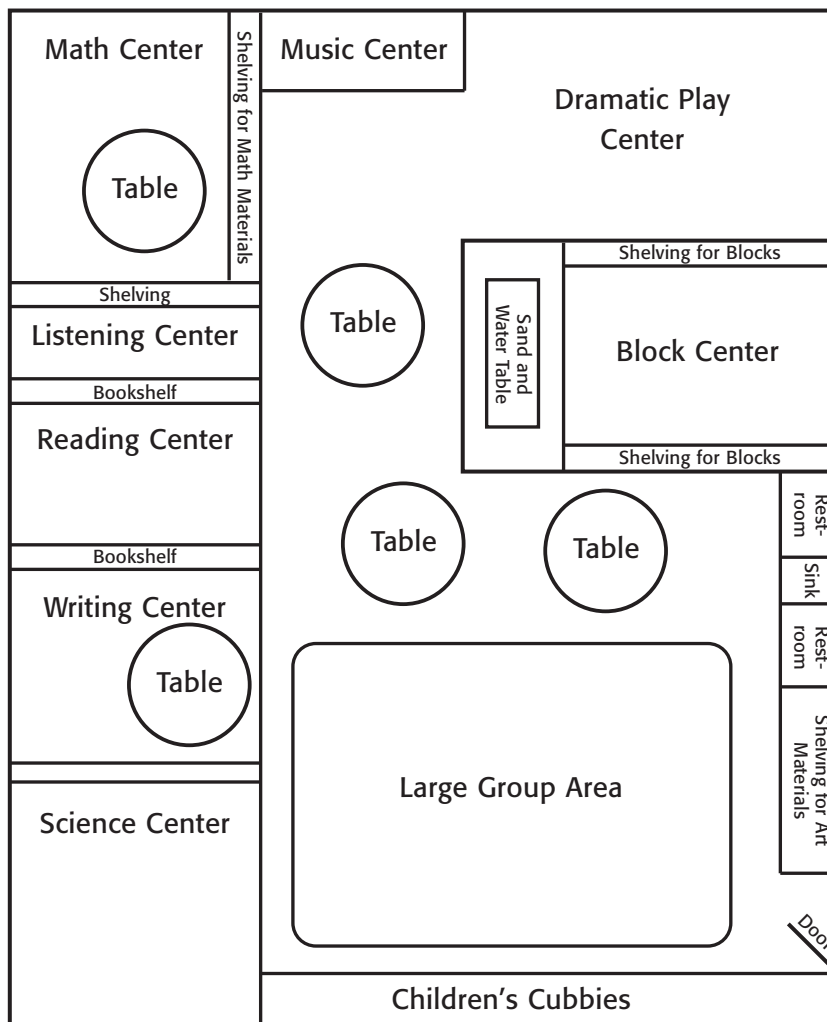 Math Center
Shelving for Math Materials
Music Center
Dramatic Play
Center
Table
Shelving
Listening Center
Table
Shelving for Blocks
Sand and
Water Table
Block Center
Shelving for Blocks
Bookshelf
Reading Center
Bookshelf
Writing Center
Table
Table
Table
Rest-
room
Sink
Rest-
room
Large Group Area
Shelving for Art
Materials
Science Center
Door
Children's Cubbies